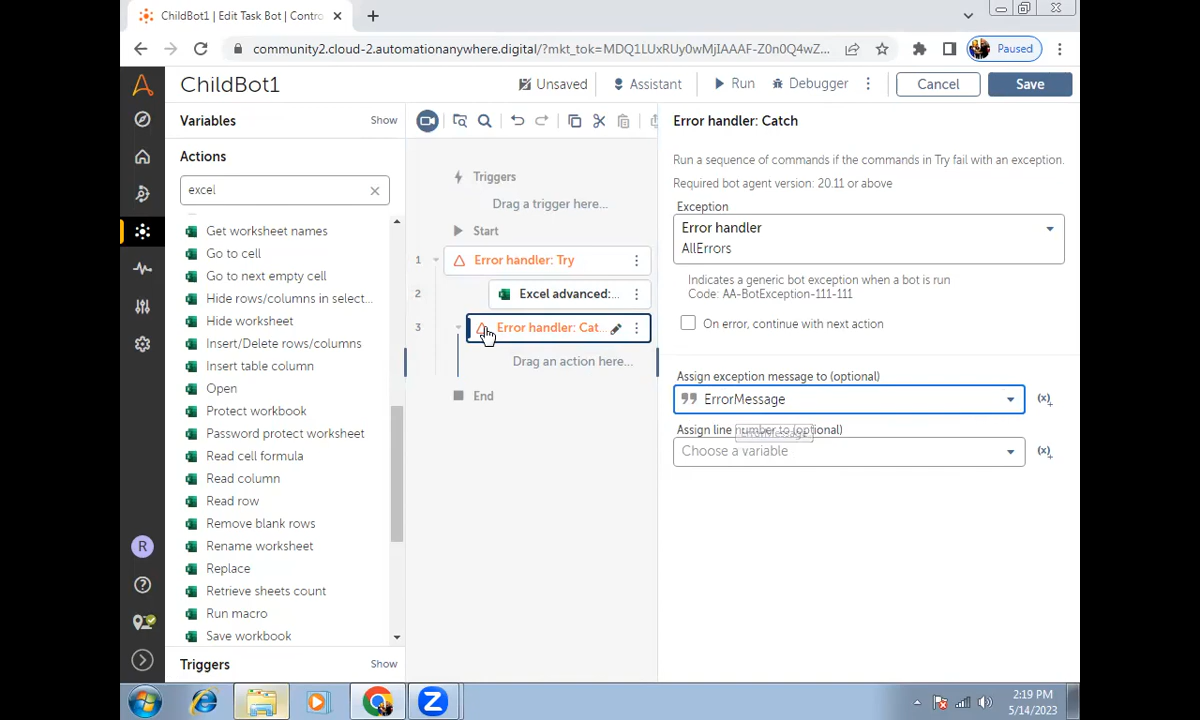 ChildBot1 | Edit Task Bot | Contro
community2.cloud-2.automationanywhere.digital/?mkt_tok=MDQ1LUxRUy0wMjIAAAF-Z0n0Q4wZ...
Paused
ChildBot1
Unsaved
Assistant
Run
Debugger
Cancel
Save
Variables
Show
Actions
excel
Get worksheet names
Go to cell
Go to next empty cell
Hide rows/columns in select...
Hide worksheet
Insert/Delete rows/columns
Insert table column
Open
Protect workbook
Password protect worksheet
Read cell formula
Read column
Read row
Remove blank rows
Rename worksheet
Replace
Retrieve sheets count
Run macro
Save workbook
Triggers
Show
R
Triggers
Drag a trigger here...
Start
1 Error handler: Try
2 Excel advanced:...
3 Error handler: Cat...
Drag an action here...
End
Error handler: Catch
Run a sequence of commands if the commands in Try fail with an exception.
Required bot agent version: 20.11 or above
Exception
Error handler
AllErrors
Indicates a generic bot exception when a bot is run
Code: AA-BotException-111-111
On error, continue with next action
Assign exception message to (optional)
ErrorMessage
(x)+
Assign line number to (optional)
ErrorMessage
Choose a variable
(x)+
Z
2:19 PM
5/14/2023